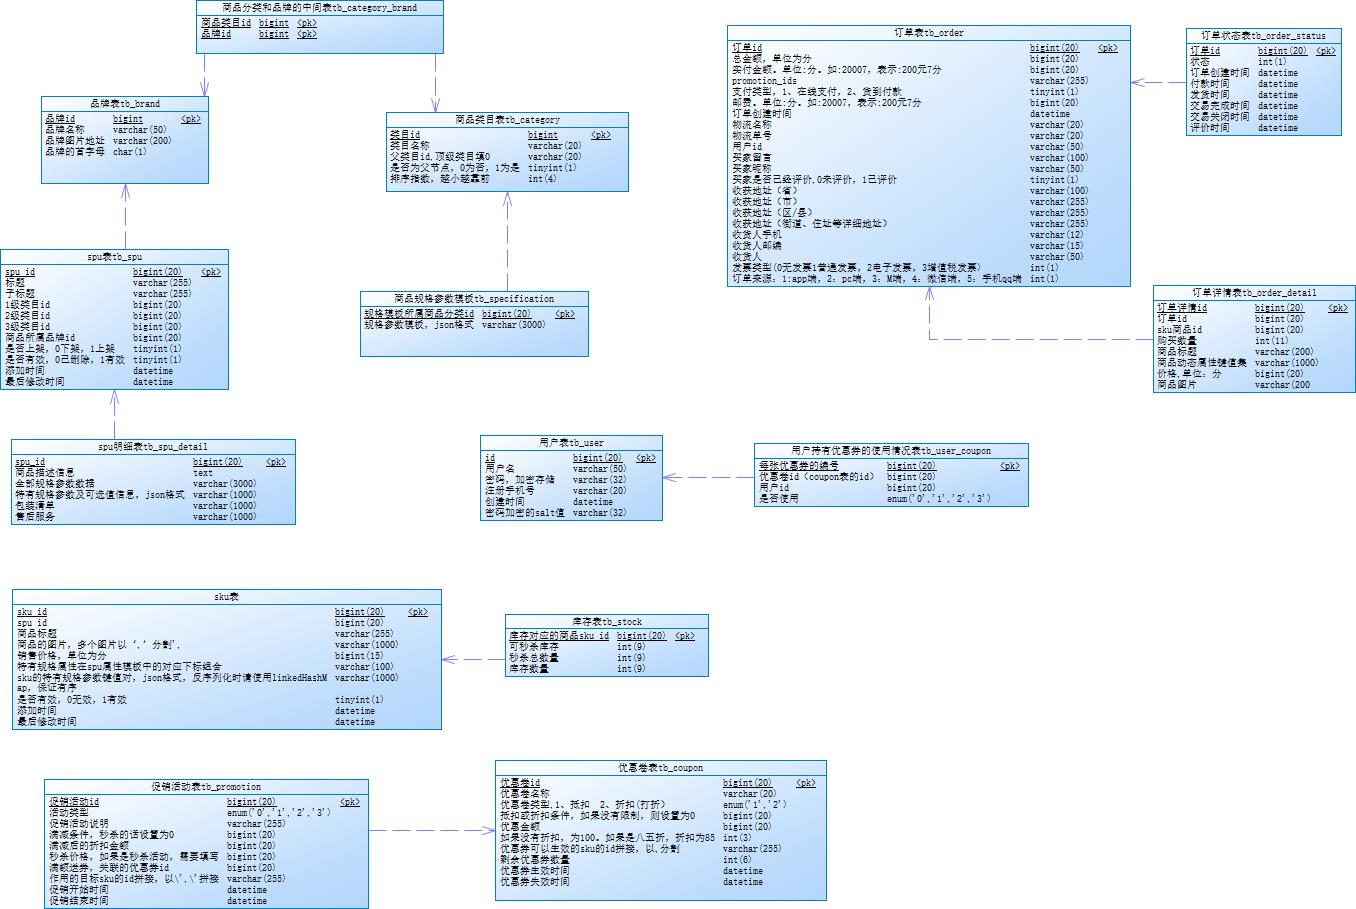 商品分类和品牌的中间表tb_category_brand
商品类目id bigint <pk>
品牌id bigint <pk>
品牌表tb_brand
品牌id bigint <pk>
品牌名称 varchar(50)
品牌图片地址 varchar(200)
品牌的首字母 char(1)
商品类目表tb_category
类目id bigint <pk>
类目名称 varchar(20)
父类目id,顶级类目填0 varchar(20)
是否为父节点，0为否，1为是 tinyint(1)
排序指数，越小越靠前 int(4)
spu表tb_spu
spu_id bigint(20) <pk>
标题 varchar(255)
子标题 varchar(255)
1级类目id bigint(20)
2级类目id bigint(20)
3级类目id bigint(20)
商品所属品牌id bigint(20)
是否上架，0下架，1上架 tinyint(1)
是否有效，0已删除，1有效 tinyint(1)
添加时间 datetime
最后修改时间 datetime
商品规格参数模板tb_specification
规格模板所属商品分类id bigint(20) <pk>
规格参数模板，json格式 varchar(3000)
spu明细表tb_spu_detail
spu_id bigint(20) <pk>
商品描述信息 text
全部规格参数数据 varchar(3000)
特有规格参数及可选值信息，json格式 varchar(1000)
包装清单 varchar(1000)
售后服务 varchar(1000)
订单表tb_order
订单id bigint(20) <pk>
总金额，单位为分 bigint(20)
实付金额。单位:分。如:20007，表示:200元7分 bigint(20)
promotion_ids varchar(255)
支付类型，1、在线支付，2、货到付款 tinyint(1)
邮费。单位:分。如:20007，表示:200元7分 bigint(20)
订单创建时间 datetime
物流名称 varchar(20)
物流单号 varchar(20)
用户id varchar(50)
买家留言 varchar(100)
买家昵称 varchar(50)
买家是否已经评价,0未评价，1已评价 tinyint(1)
收获地址（省） varchar(100)
收获地址（市） varchar(255)
收获地址（区/县） varchar(255)
收获地址（街道、住址等详细地址） varchar(255)
收货人手机 varchar(12)
收货人邮编 varchar(15)
收货人 varchar(50)
发票类型(0无发票1普通发票，2电子发票，3增值税发票) int(1)
订单来源：1:app端，2：pc端，3：M端，4：微信端，5：手机qq端 int(1)
订单状态表tb_order_status
订单id bigint(20) <pk>
状态 int(1)
订单创建时间 datetime
付款时间 datetime
发货时间 datetime
交易完成时间 datetime
交易关闭时间 datetime
评价时间 datetime
订单详情表tb_order_detail
订单详情id bigint(20) <pk>
订单id bigint(20)
sku商品id bigint(20)
购买数量 int(11)
商品标题 varchar(200)
商品动态属性键值集 varchar(1000)
价格,单位：分 bigint(20)
商品图片 varchar(200
用户表tb_user
id bigint(20) <pk>
用户名 varchar(50)
密码，加密存储 varchar(32)
注册手机号 varchar(20)
创建时间 datetime
密码加密的salt值 varchar(32)
用户持有优惠券的使用情况表tb_user_coupon
每张优惠券的编号 bigint(20) <pk>
优惠卷id（coupon表的id） bigint(20)
用户id bigint(20)
是否使用 enum('0','1','2','3')
sku表
sku_id bigint(20) <pk>
spu_id bigint(20)
商品标题 varchar(255)
商品的图片，多个图片以‘,’分割', varchar(1000)
销售价格，单位为分 bigint(15)
特有规格属性在spu属性模板中的对应下标组合 varchar(100)
sku的特有规格参数键值对，json格式，反序列化时请使用linkedHashM varchar(1000)
ap，保证有序
是否有效，0无效，1有效 tinyint(1)
添加时间 datetime
最后修改时间 datetime
库存表tb_stock
库存对应的商品sku_id bigint(20) <pk>
可秒杀库存 int(9)
秒杀总数量 int(9)
库存数量 int(9)
促销活动表tb_promotion
促销活动id bigint(20) <pk>
活动类型 enum('0','1','2','3')
促销活动说明 varchar(255)
满减条件，秒杀的话设置为0 bigint(20)
满减后的折扣金额 bigint(20)
秒杀价格，如果是秒杀活动，需要填写 bigint(20)
满额送券，关联的优惠券id bigint(20)
作用的目标sku的id拼接，以\',\'拼接 varchar(255)
促销开始时间 datetime
促销结束时间 datetime
优惠卷表tb_coupon
优惠卷id bigint(20) <pk>
优惠卷名称 varchar(20)
优惠卷类型,1、抵扣 2、折扣(打折) enum('1','2')
抵扣或折扣条件，如果没有限制，则设置为0 bigint(20)
优惠金额 bigint(20)
如果没有折扣，为100。如果是八五折，折扣为85 int(3)
优惠券可以生效的sku的id拼接，以,分割 varchar(255)
剩余优惠券数量 int(6)
优惠券生效时间 datetime
优惠券失效时间 datetime